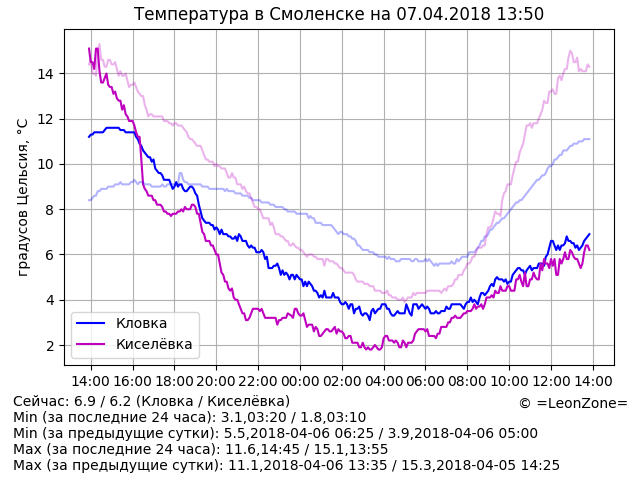 Температура в Смоленске на 07.04.2018 13:50
градусов Цельсия, °C
14
12
10
8
6
4
2
Кловка
Киселёвка
14:00 16:00 18:00 20:00 22:00 00:00 02:00 04:00 06:00 08:00 10:00 12:00 14:00
Сейчас: 6.9 / 6.2 (Кловка / Киселёвка)
© =LeonZone=
Min (за последние 24 часа): 3.1,03:20 / 1.8,03:10
Min (за предыдущие сутки): 5.5,2018-04-06 06:25 / 3.9,2018-04-06 05:00
Max (за последние 24 часа): 11.6,14:45 / 15.1,13:55
Max (за предыдущие сутки): 11.1,2018-04-06 13:35 / 15.3,2018-04-05 14:25